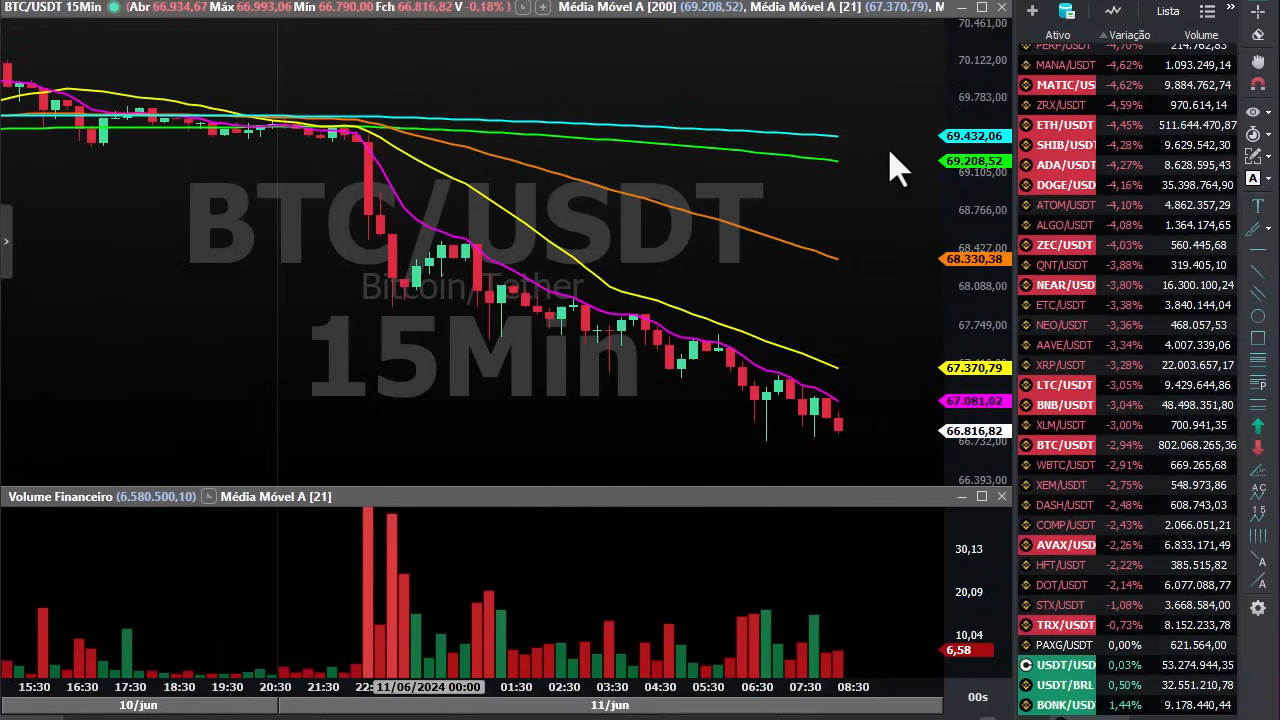 BTC/USDT 15Min (Abr 66.934,67 Máx 66.993,06 Mín 66.790,00 Fch 66.816,82 V -0,18% ) Média Móvel A [200] (69.208,52), Média Móvel A [21] (67.370,79), M
70.461,00
70.122,00
69.783,00
69.432,06
69.208,52
69.105,00
68.766,00
68.427,00
68.330,38
68.088,00
67.749,00
67.370,79
67.081,02
66.816,82
66.732,00
66.393,00
BTC/USDT
Bitcoin/Tether
15Min
Volume Financeiro (6.580.500,10) Média Móvel A [21]
30,13
20,09
10,04
6,58
15:30 16:30 17:30 18:30 19:30 20:30 21:30 22: 11/06/2024 00:00 01:30 02:30 03:30 04:30 05:30 06:30 07:30 08:30
10/jun 11/jun 00s
Lista
Ativo Variação Volume
PERP/USDT -4,70% 214.762,83
MANA/USDT -4,62% 1.093.249,14
MATIC/US -4,62% 9.884.762,74
ZRX/USDT -4,59% 970.614,14
ETH/USDT -4,45% 511.644.470,87
SHIB/USDT -4,28% 9.629.542,30
ADA/USDT -4,27% 8.628.595,43
DOGE/USDT -4,16% 35.398.764,90
ATOM/USDT -4,10% 4.862.357,29
ALGO/USDT -4,08% 1.364.174,65
ZEC/USDT -4,03% 560.445,68
QNT/USDT -3,88% 319.405,10
NEAR/USDT -3,80% 16.300.100,24
ETC/USDT -3,38% 3.840.144,04
NEO/USDT -3,36% 468.057,53
AAVE/USDT -3,34% 4.007.339,06
XRP/USDT -3,28% 22.003.657,17
LTC/USDT -3,05% 9.429.644,86
BNB/USDT -3,04% 48.498.351,80
XLM/USDT -3,00% 700.941,35
BTC/USDT -2,94% 802.068.265,36
WBTC/USDT -2,91% 669.265,68
XEM/USDT -2,75% 548.973,86
DASH/USDT -2,48% 608.743,03
COMP/USDT -2,43% 2.066.051,21
AVAX/USD -2,26% 6.833.171,49
HFT/USDT -2,22% 385.515,82
DOT/USDT -2,14% 6.077.088,77
STX/USDT -1,08% 3.668.584,00
TRX/USDT -0,73% 8.152.233,78
PAXG/USDT 0,00% 621.564,00
USDT/USD 0,03% 53.274.944,35
USDT/BRL 0,50% 32.551.210,78
BONK/USD 1,44% 9.178.440,44